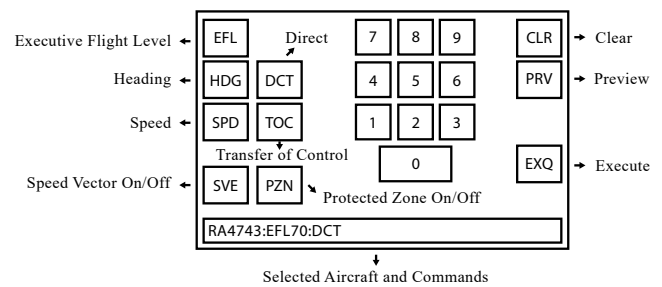 Executive Flight Level EFL Direct 7 8 9 CLR Clear
Heading HDG DCT 4 5 6 PRV Preview
Speed SPD TOC 1 2 3
Transfer of Control 0 EXQ Execute
Speed Vector On/Off SVE PZN Protected Zone On/Off
RA4743:EFL70:DCT
Selected Aircraft and Commands